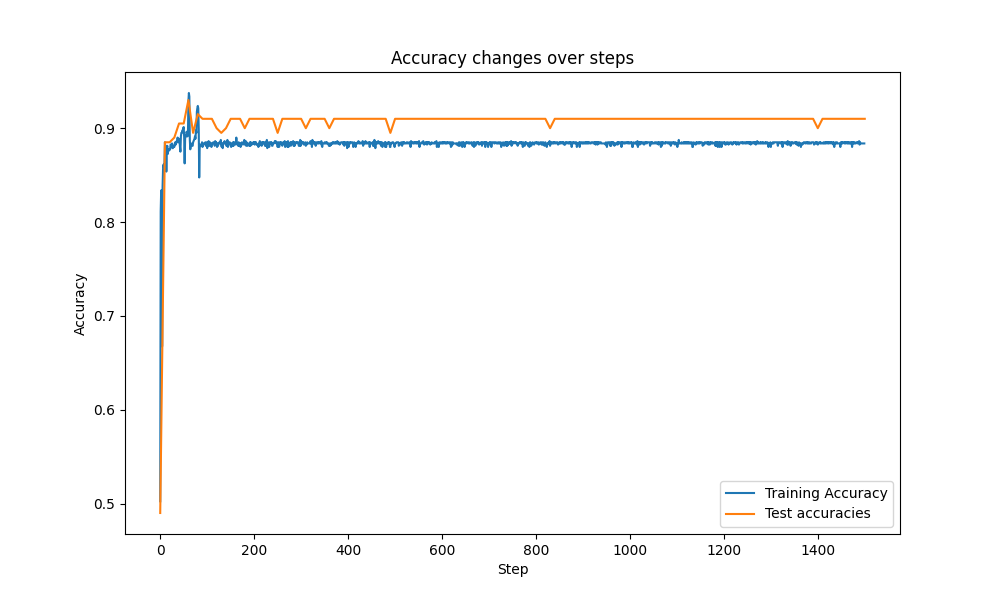 Accuracy changes over steps
0.9
0.8
0.7
0.6
0.5
Accuracy
0 200 400 600 800 1000 1200 1400
Step
Training Accuracy
Test accuracies